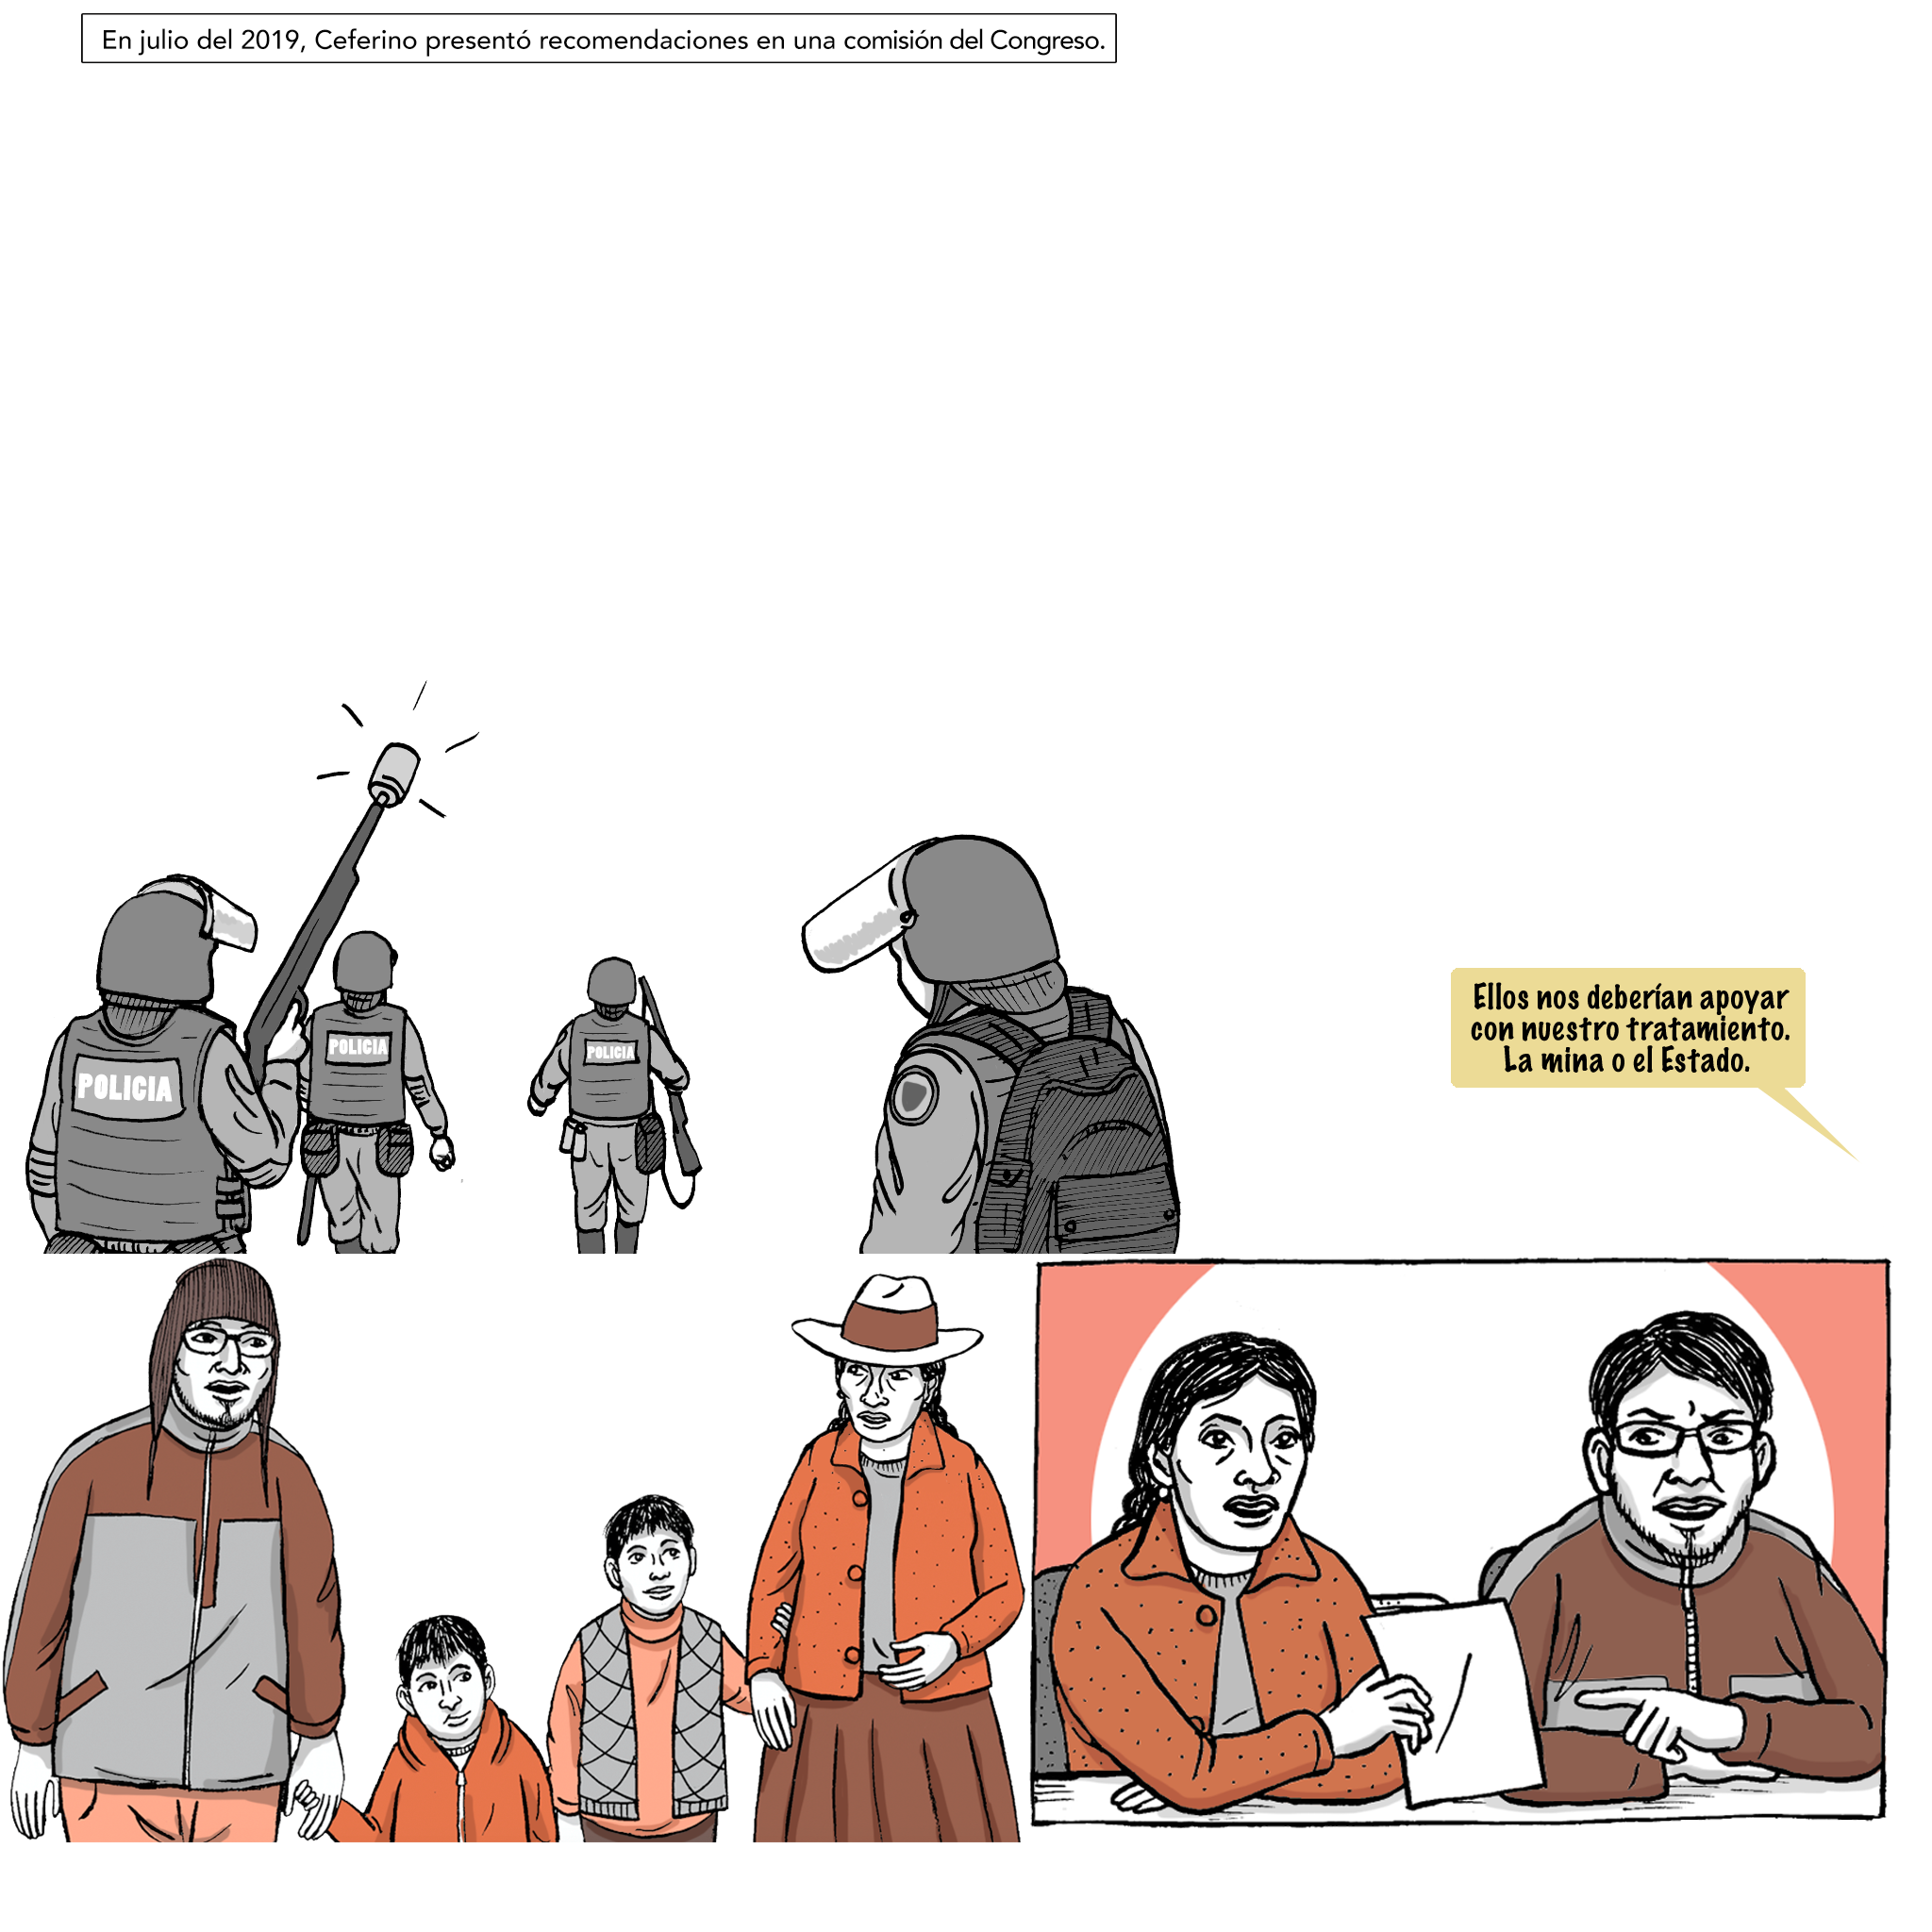 En julio del 2019, Ceferino presentó recomendaciones en una comisión del Congreso.
POLICIA
POLICIA
POLICIA
Ellos nos deberían apoyar
con nuestro tratamiento.
La mina o el Estado.